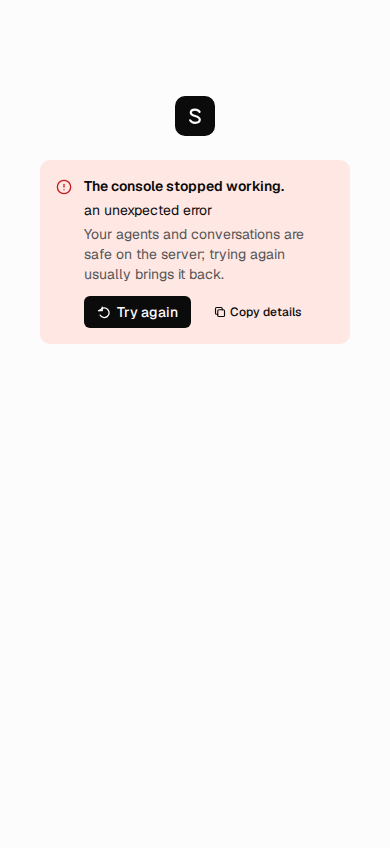 S
The console stopped working.
an unexpected error
Your agents and conversations are
safe on the server; trying again
usually brings it back.
Try again
Copy details